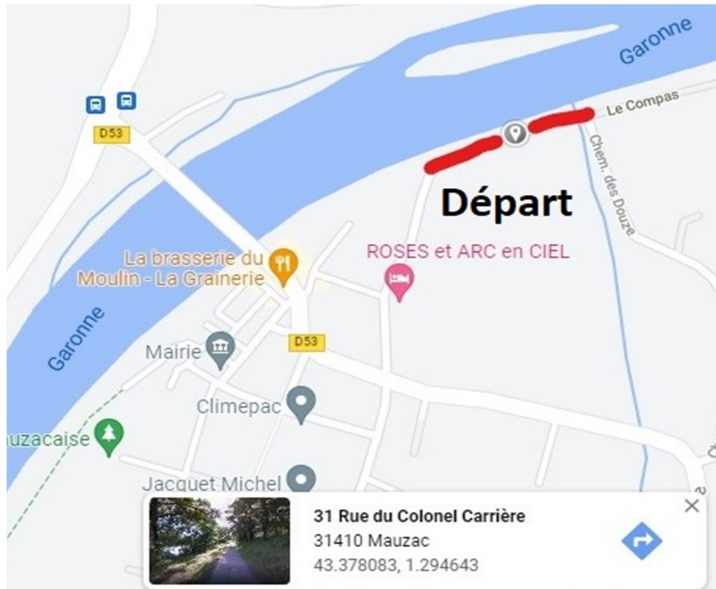 Garonne
Le Compas
D53
Chem. des Douze
Départ
ROSES et ARC en CIEL
La brasserie du
Moulin - La Grainerie
Garonne
D53
Mairie
Climepac
uzacaise
Jacquet Michel
31 Rue du Colonel Carrière
31410 Mauzac
43.378083, 1.294643